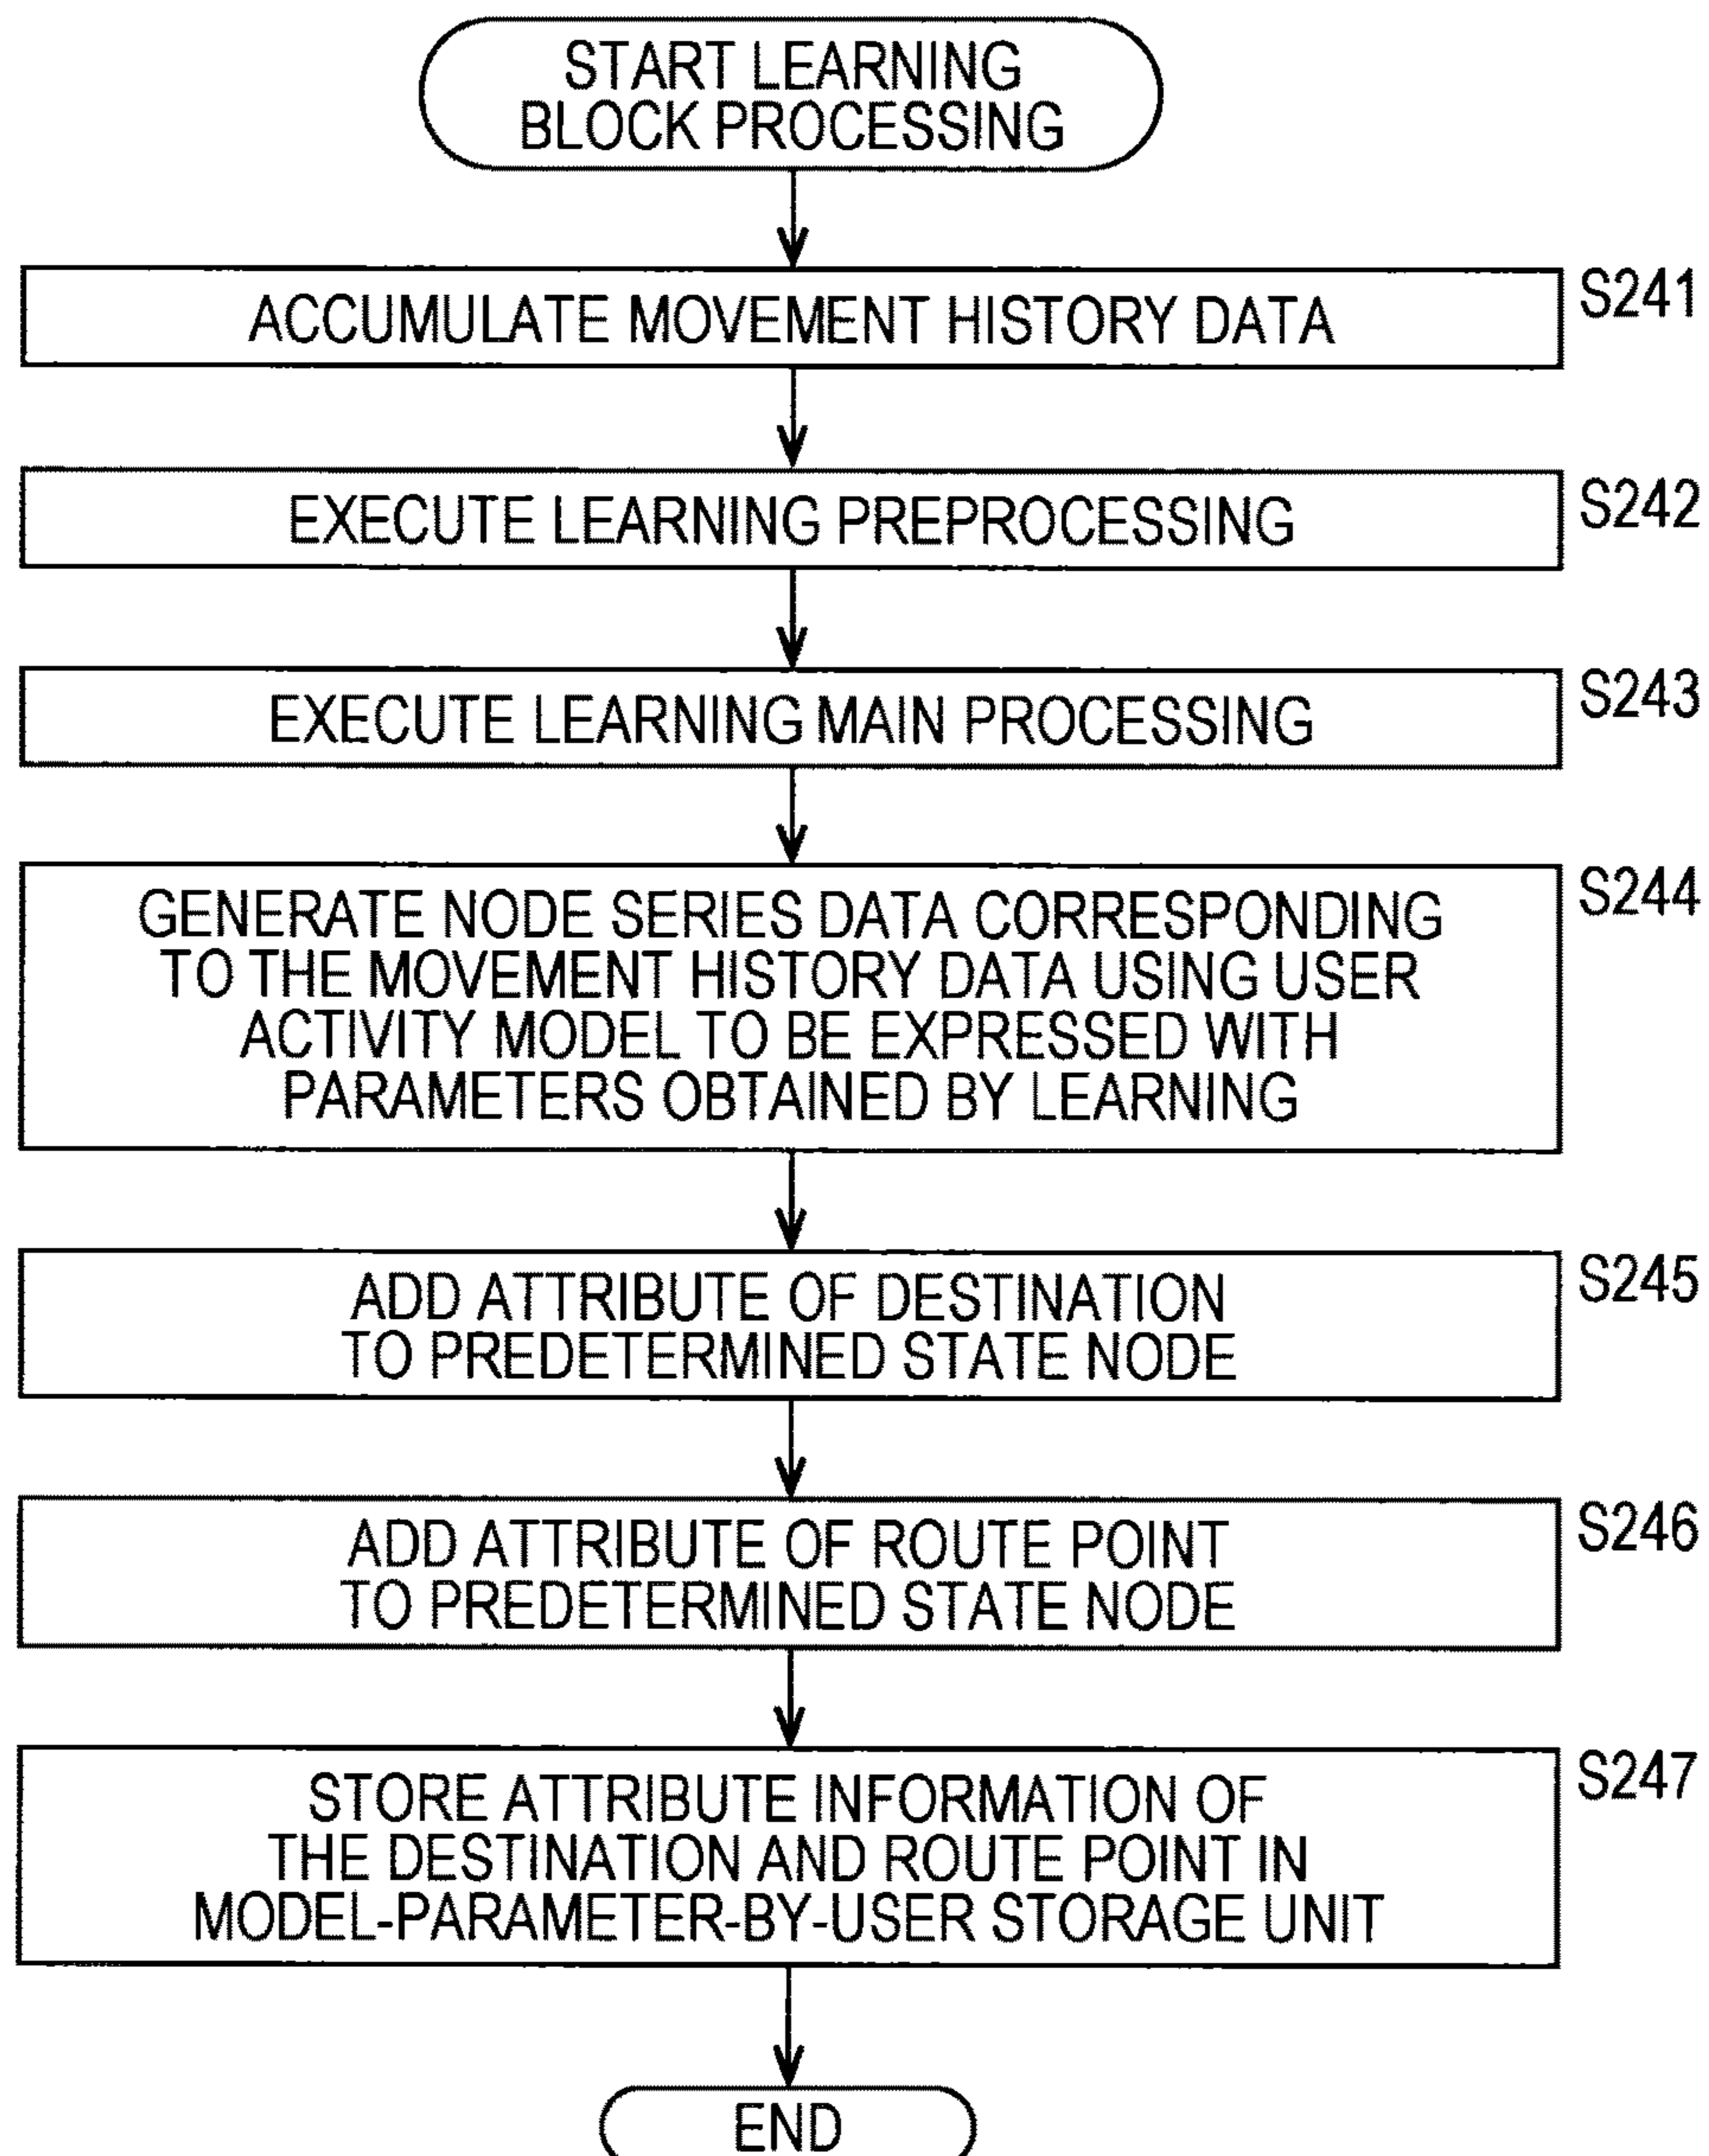 START LEARNING
BLOCK PROCESSING
S241
ACCUMULATE MOVEMENT HISTORY DATA
S242
EXECUTE LEARNING PREPROCESSING
S243
EXECUTE LEARNING MAIN PROCESSING
S244
GENERATE NODE SERIES DATA CORRESPONDING
TO THE MOVEMENT HISTORY DATA USING USER
ACTIVITY MODEL TO BE EXPRESSED WITH
PARAMETERS OBTAINED BY LEARNING
S245
ADD ATTRIBUTE OF DESTINATION
TO PREDETERMINED STATE NODE
S246
ADD ATTRIBUTE OF ROUTE POINT
TO PREDETERMINED STATE NODE
S247
STORE ATTRIBUTE INFORMATION OF
THE DESTINATION AND ROUTE POINT IN
MODEL-PARAMETER-BY-USER STORAGE UNIT
END